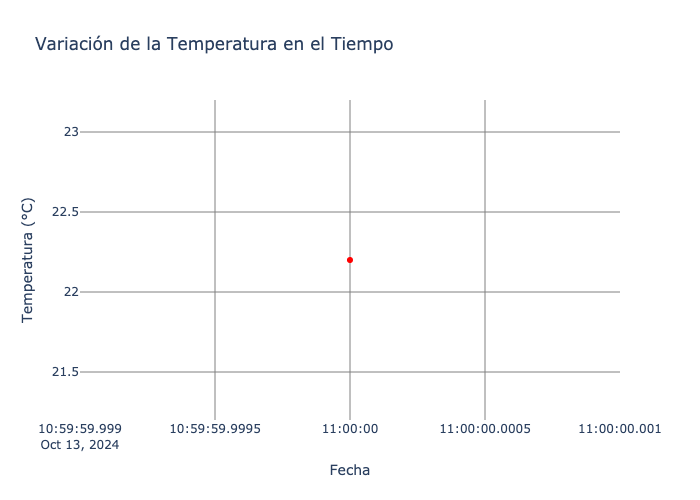 Variación de la Temperatura en el Tiempo
Temperatura (°C)
23
22.5
22
21.5
10:59:59.999
Oct 13, 2024
10:59:59.9995
11:00:00
11:00:00.0005
11:00:00.001
Fecha